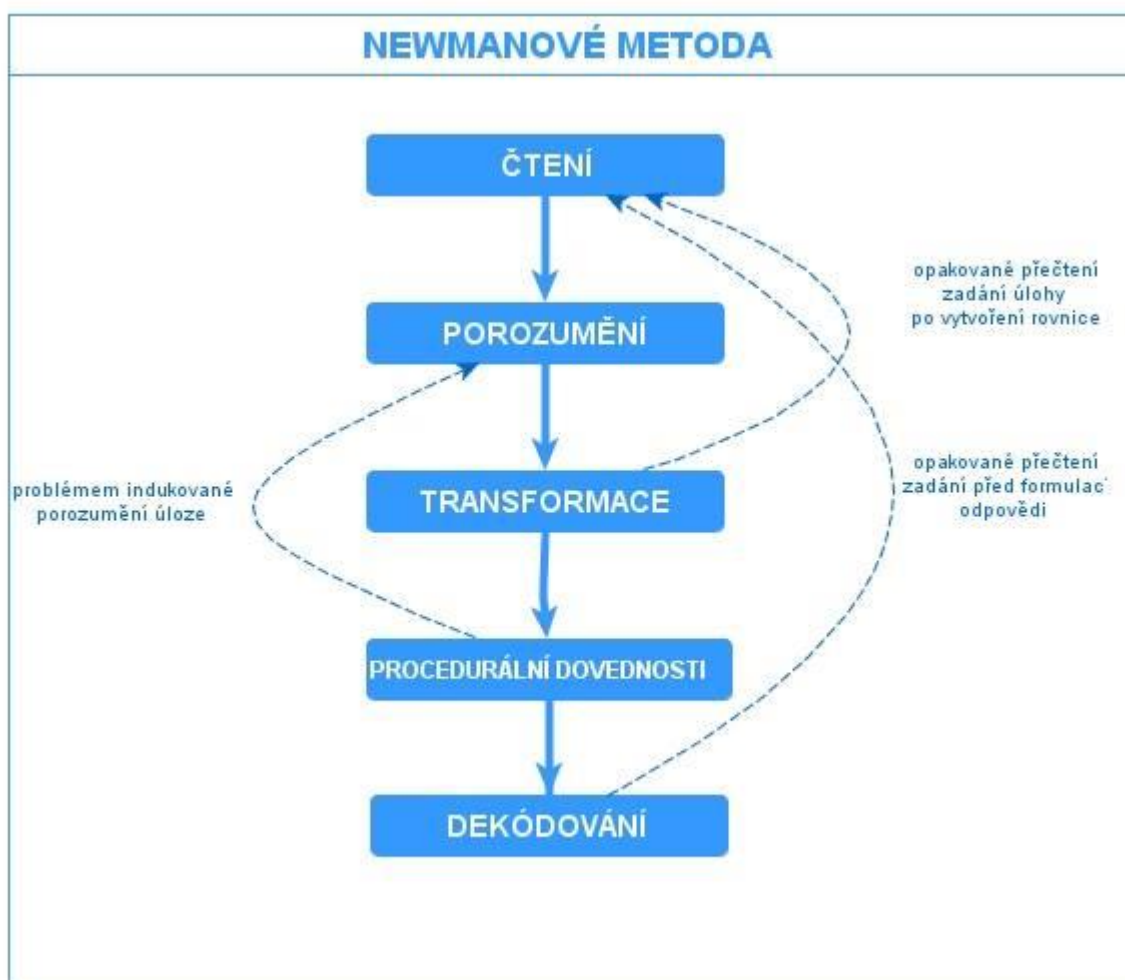 NEWMANOVÉ METODA
ČTENÍ
opakované přečtení
zadání úlohy
po vytvoření rovnice
POROZUMĚNÍ
opakované přečtení
zadání před formulac
odpovědi
TRANSFORMACE
problémem indukované
porozumění úloze
PROCEDURÁLNÍ DOVEDNOSTI
DEKÓDOVÁNÍ